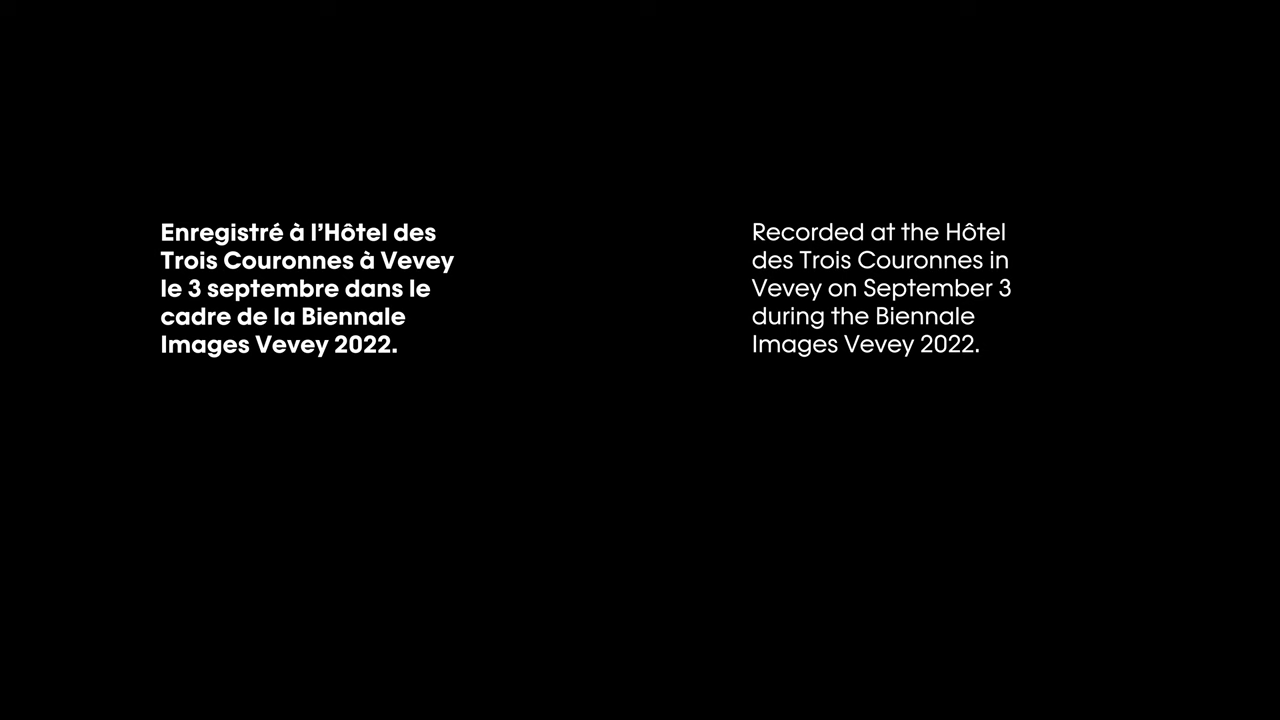 Enregistré à l’Hôtel des
Trois Couronnes à Vevey
le 3 septembre dans le
cadre de la Biennale
Images Vevey 2022.
Recorded at the Hôtel
des Trois Couronnes in
Vevey on September 3
during the Biennale
Images Vevey 2022.